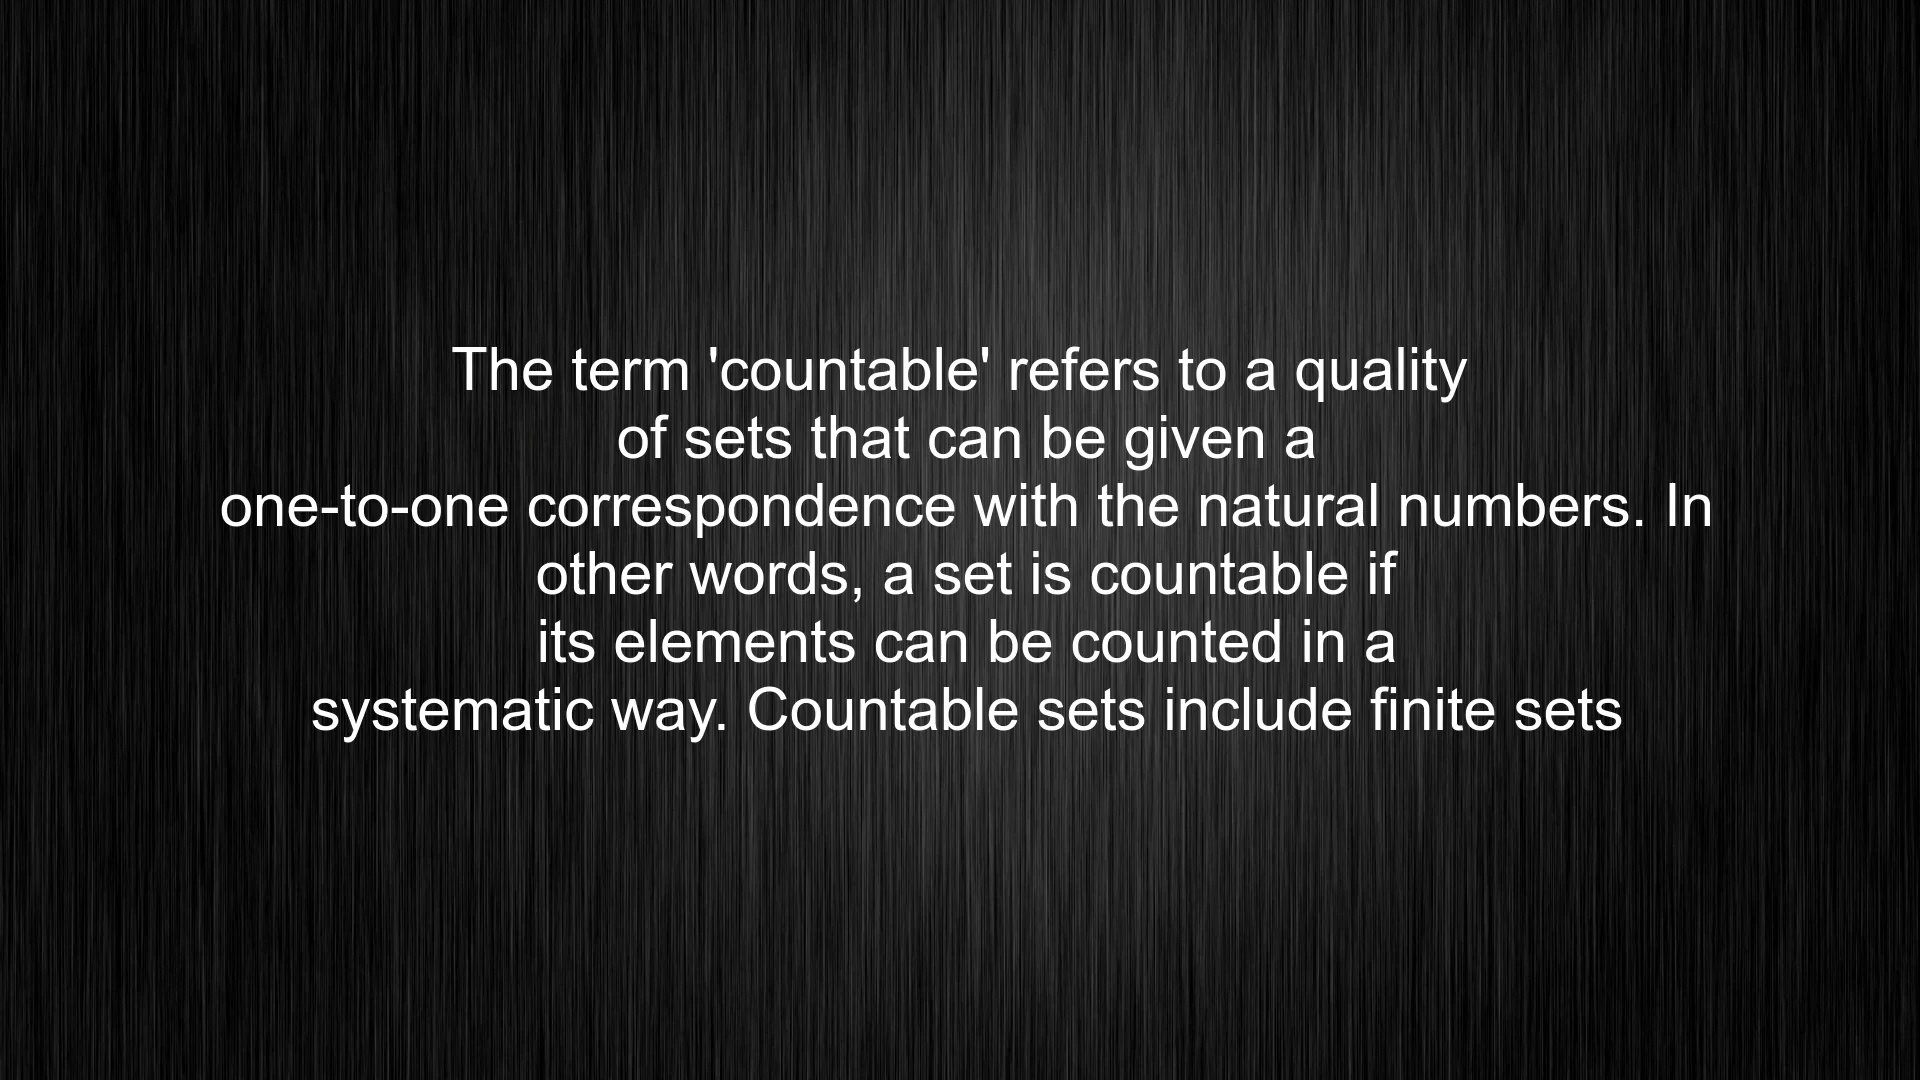 The term 'countable' refers to a quality
of sets that can be given a
one-to-one correspondence with the natural numbers. In
other words, a set is countable if
its elements can be counted in a
systematic way. Countable sets include finite sets